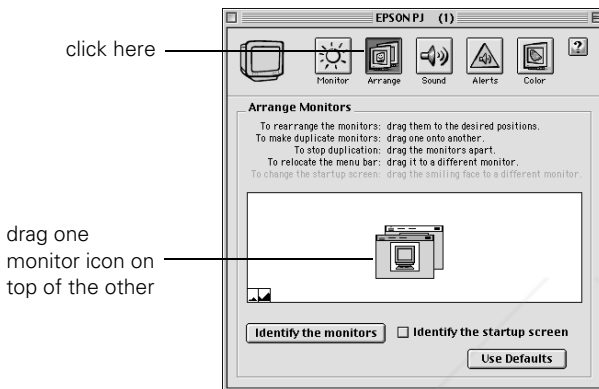 EPSON PJ (1)
click here
?
Monitor Arrange Sound Alerts Color
Arrange Monitors
To rearrange the monitors: drag them to the desired positions.
To make duplicate monitors: drag one onto another.
To stop duplication: drag the monitors apart.
To relocate the menu bar: drag it to a different monitor.
To change the startup screen: drag the smiling face to a different monitor.
drag one
monitor icon on
top of the other
Identify the monitors
Identify the startup screen
Use Defaults